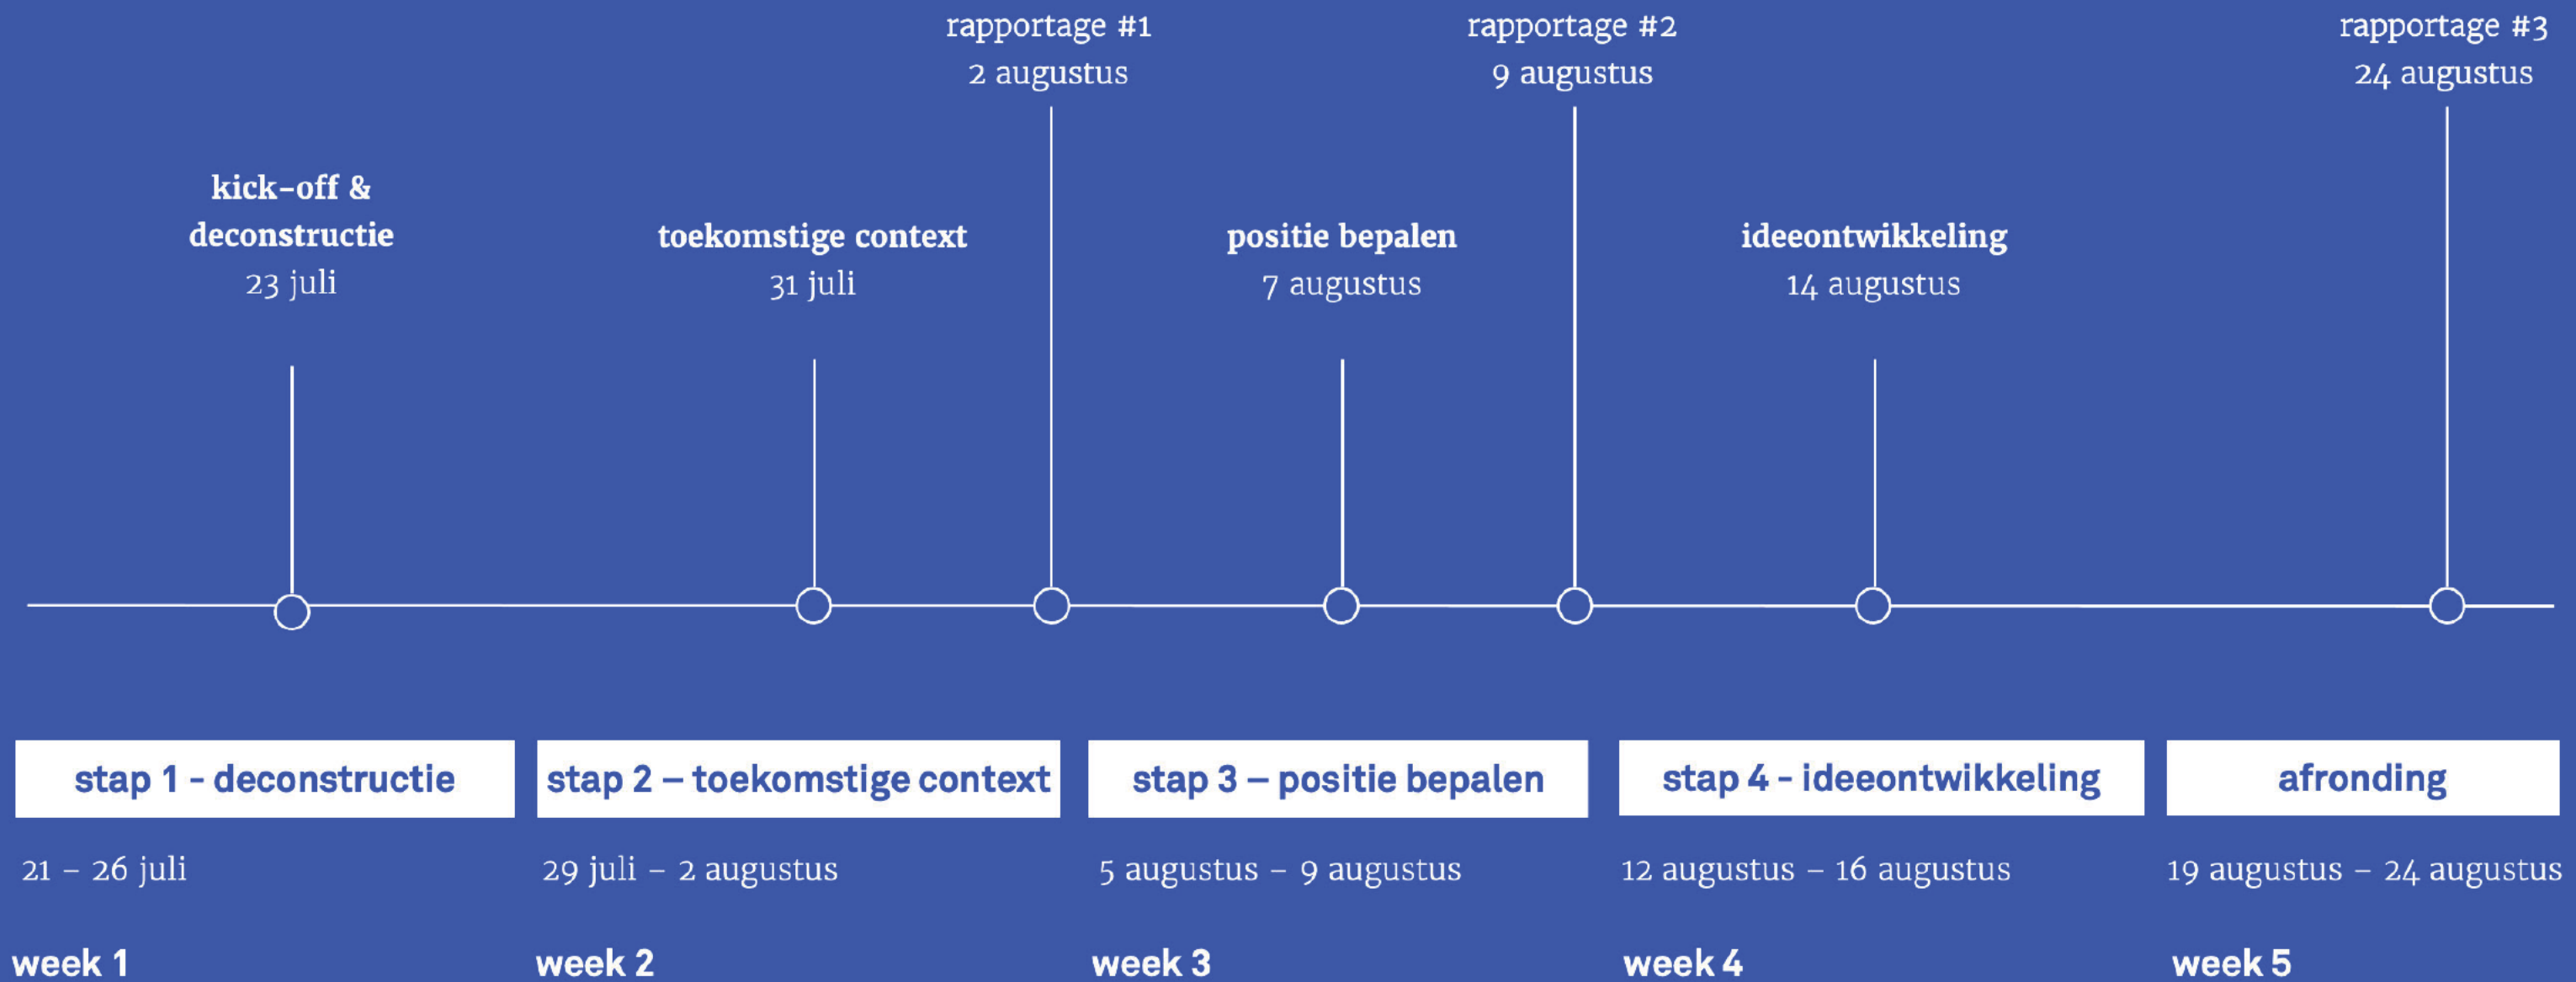 rapportage #1
2 augustus
rapportage #2
9 augustus
rapportage #3
24 augustus
kick-off &
deconstructie
23 juli
toekomstige context
31 juli
positie bepalen
7 augustus
ideeontwikkeling
14 augustus
stap 1 - deconstructie
stap 2 – toekomstige context
stap 3 – positie bepalen
stap 4 - ideeontwikkeling
afronding
21 – 26 juli
29 juli – 2 augustus
5 augustus – 9 augustus
12 augustus – 16 augustus
19 augustus – 24 augustus
week 1
week 2
week 3
week 4
week 5